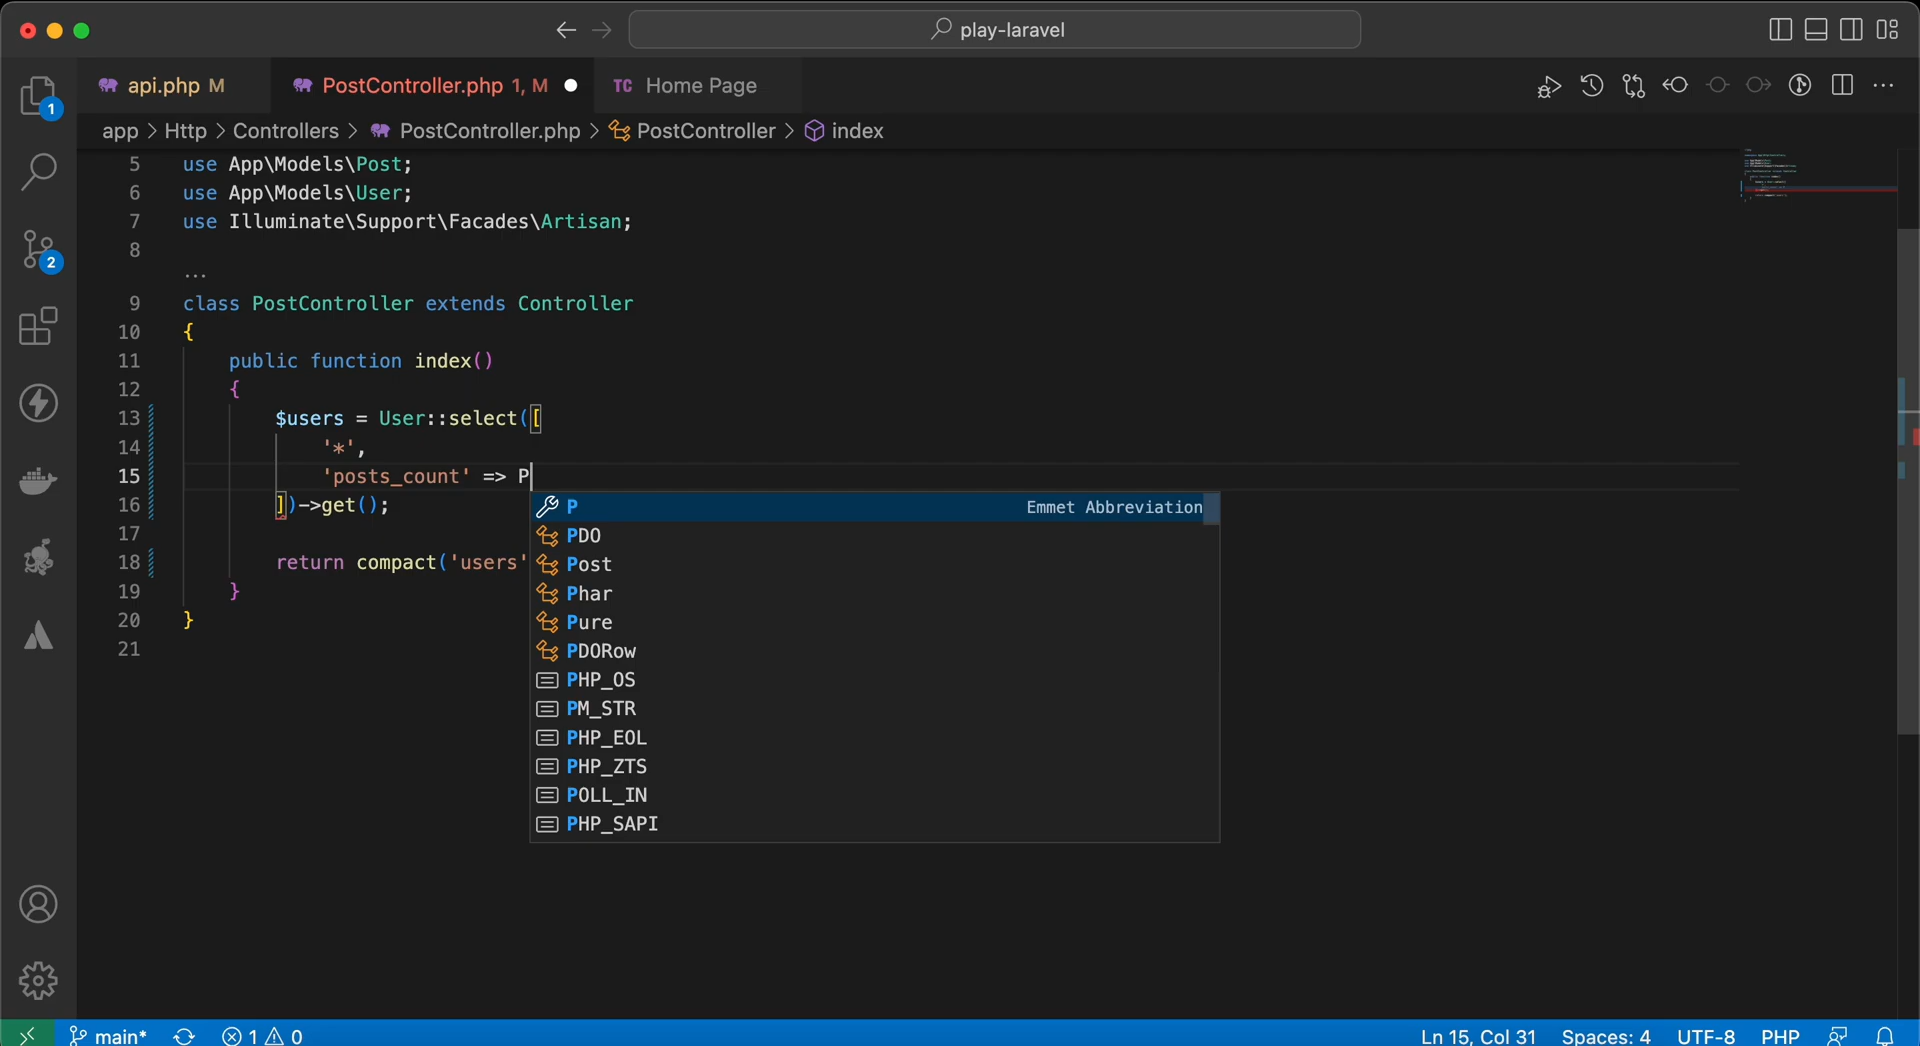 play-laravel
api.php M
PostController.php 1, M
TC Home Page
app > Http > Controllers > PostController.php > PostController > index
1
2
5 use App\Models\Post;
6 use App\Models\User;
7 use Illuminate\Support\Facades\Artisan;
8
...
9 class PostController extends Controller
10 {
11 public function index()
12 {
13 $users = User::select([
14 '*',
15 'posts_count' => P
16 ])->get();
17
18 return compact('users'
19 }
20 }
21
P Emmet Abbreviation
PDO
Post
Phar
Pure
PDORow
PHP_OS
PM_STR
PHP_EOL
PHP_ZTS
POLL_IN
PHP_SAPI
main* 1 0 Ln 15, Col 31 Spaces: 4 UTF-8 PHP